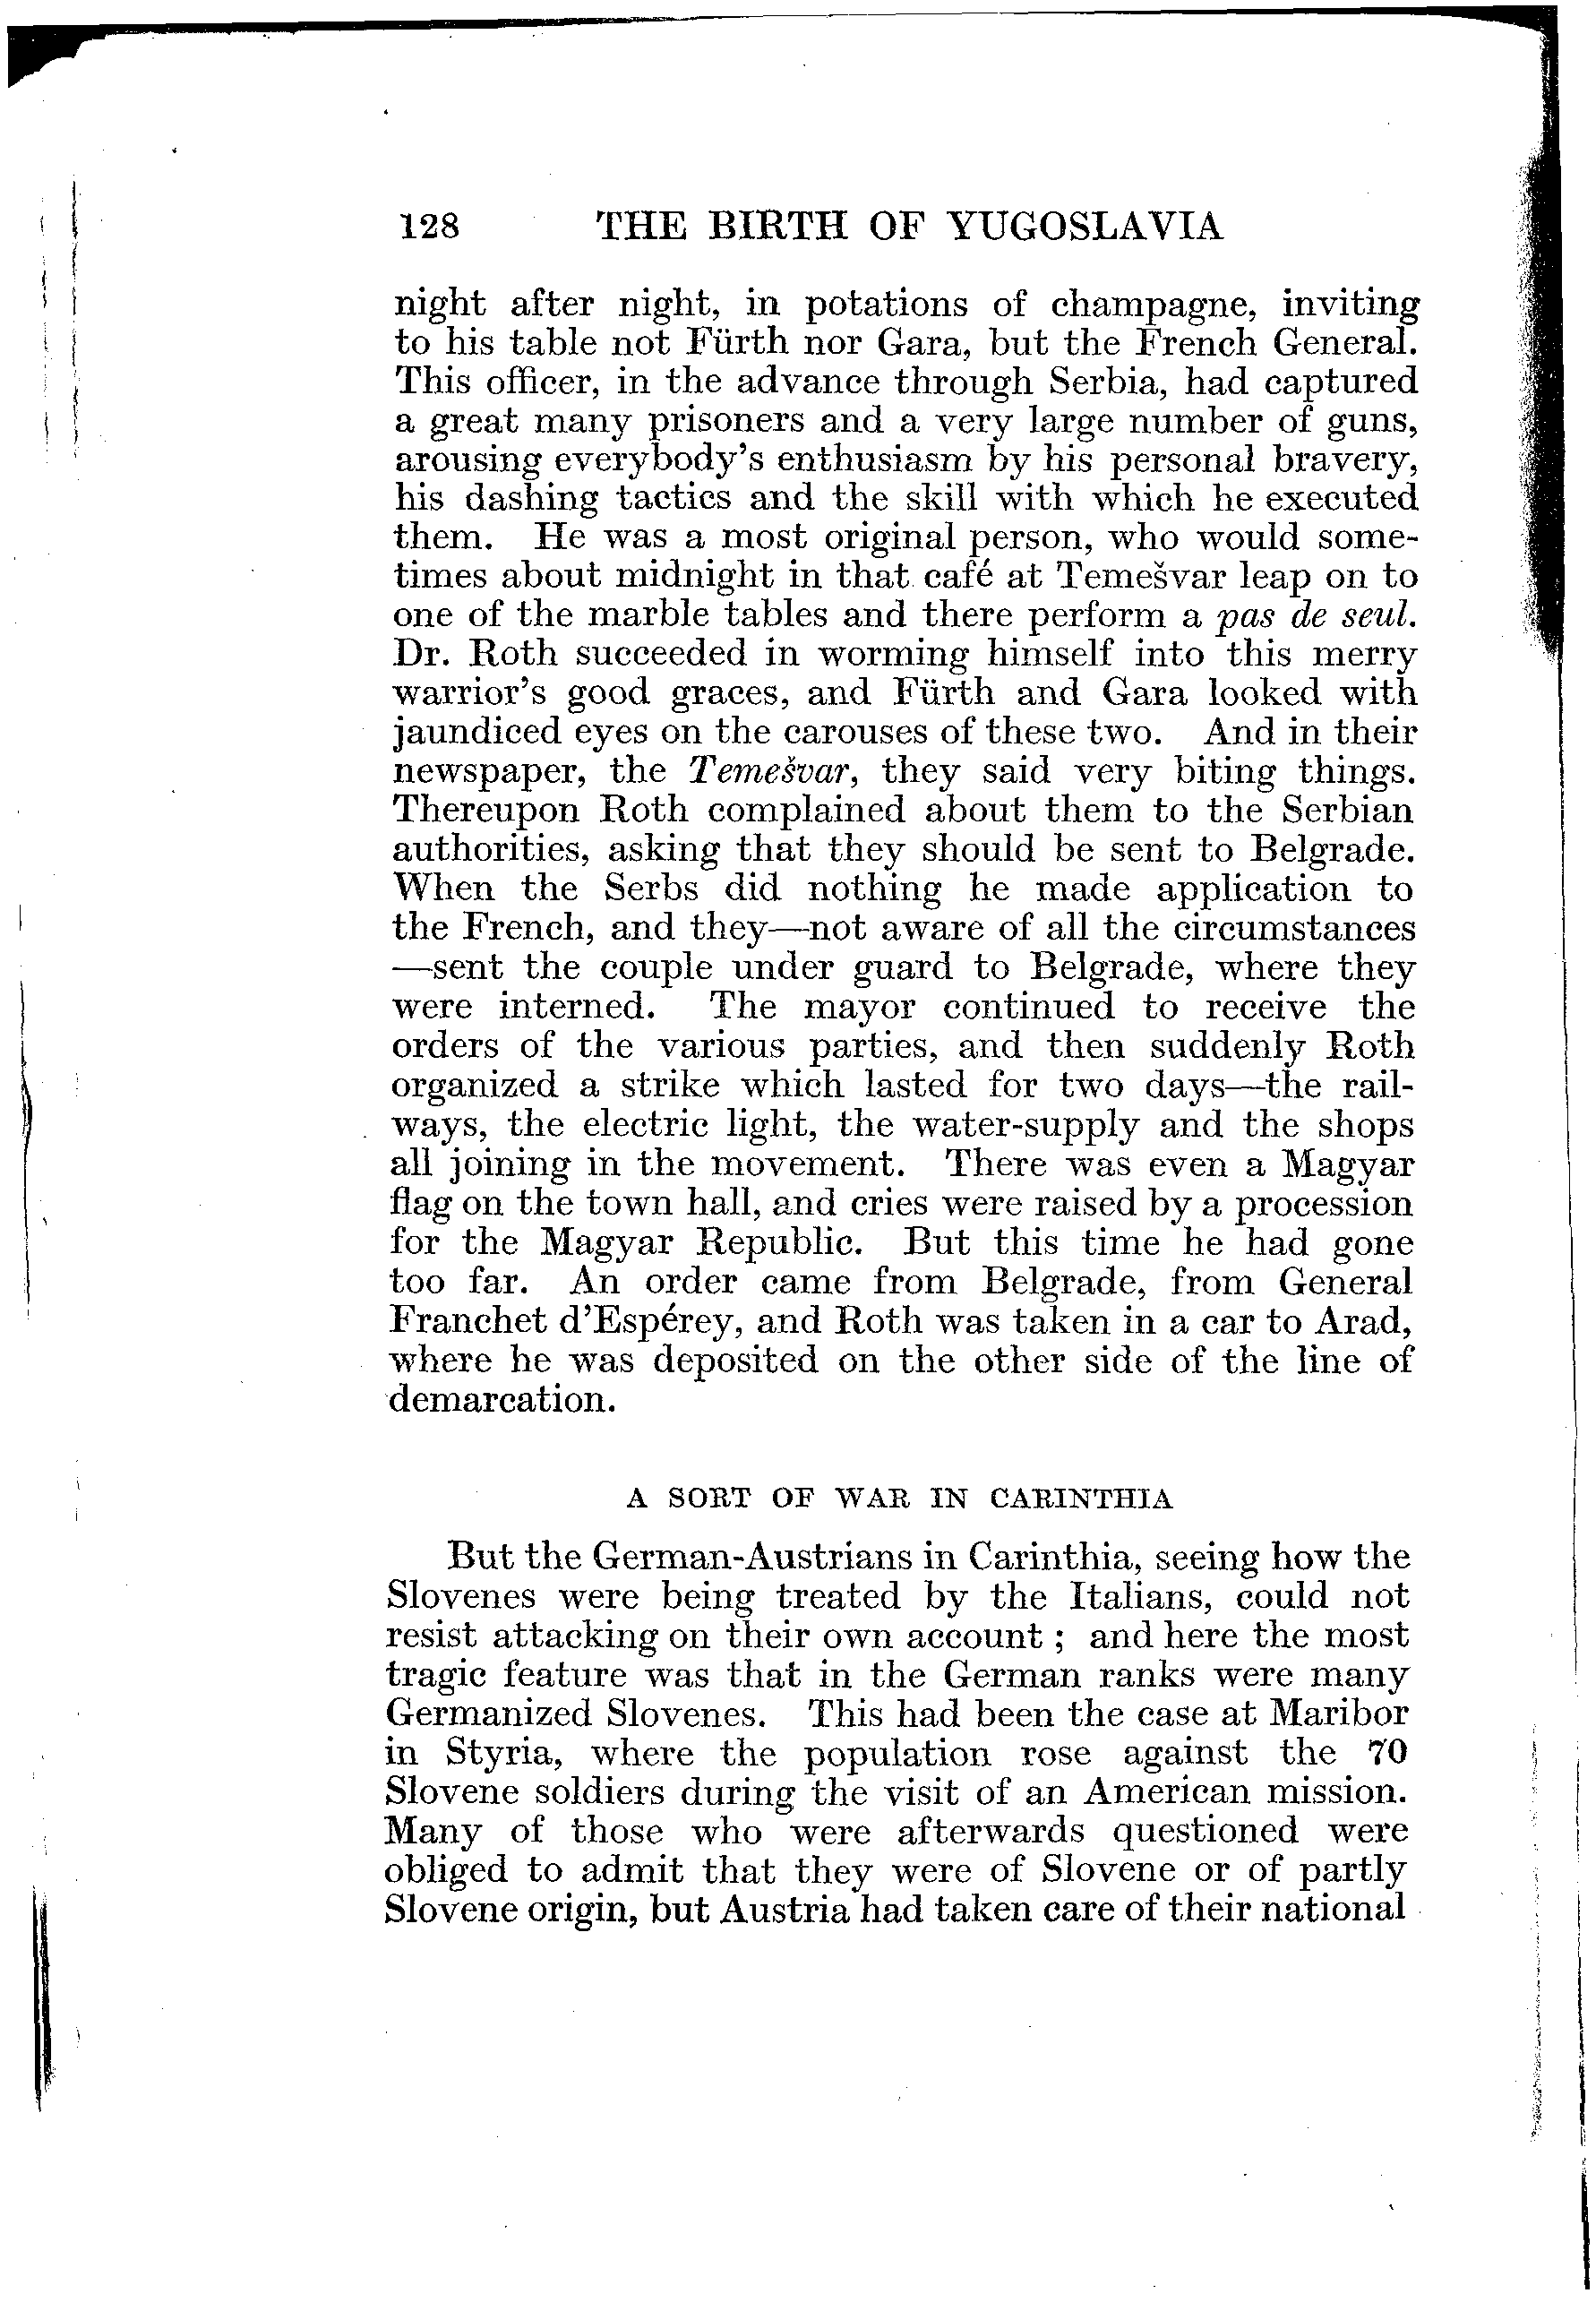 128 THE BIRTH OF YUGOSLAVIA
night after night, in potations of champagne, inviting
to his table not Fürth nor Gara, but the French General.
This officer, in the advance through Serbia, had captured
a great many prisoners and a very large number of guns,
arousing everybody's enthusiasm by his personal bravery,
his dashing tactics and the skill with which he executed
them. He was a most original person, who would some-
times about midnight in that café at Temešvar leap on to
one of the marble tables and there perform a pas de seul.
Dr. Roth succeeded in worming himself into this merry
warrior's good graces, and Fürth and Gara looked with
jaundiced eyes on the carouses of these two. And in their
newspaper, the Temešvar, they said very biting things.
Thereupon Roth complained about them to the Serbian
authorities, asking that they should be sent to Belgrade.
When the Serbs did nothing he made application to
the French, and they—not aware of all the circumstances
—sent the couple under guard to Belgrade, where they
were interned. The mayor continued to receive the
orders of the various parties, and then suddenly Roth
organized a strike which lasted for two days—the rail-
ways, the electric light, the water-supply and the shops
all joining in the movement. There was even a Magyar
flag on the town hall, and cries were raised by a procession
for the Magyar Republic. But this time he had gone
too far. An order came from Belgrade, from General
Franchet d'Espérey, and Roth was taken in a car to Arad,
where he was deposited on the other side of the line of
demarcation.
A SORT OF WAR IN CARINTHIA
But the German-Austrians in Carinthia, seeing how the
Slovenes were being treated by the Italians, could not
resist attacking on their own account ; and here the most
tragic feature was that in the German ranks were many
Germanized Slovenes. This had been the case at Maribor
in Styria, where the population rose against the 70
Slovene soldiers during the visit of an American mission.
Many of those who were afterwards questioned were
obliged to admit that they were of Slovene or of partly
Slovene origin, but Austria had taken care of their national